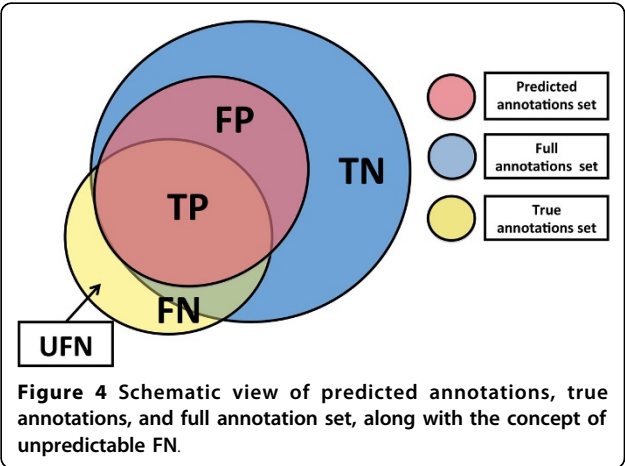 FP
TN
TP
FN
UFN
Predicted
annotations set
Full
annotations set
True
annotations set
Figure 4 Schematic view of predicted annotations, true
annotations, and full annotation set, along with the concept of
unpredictable FN.